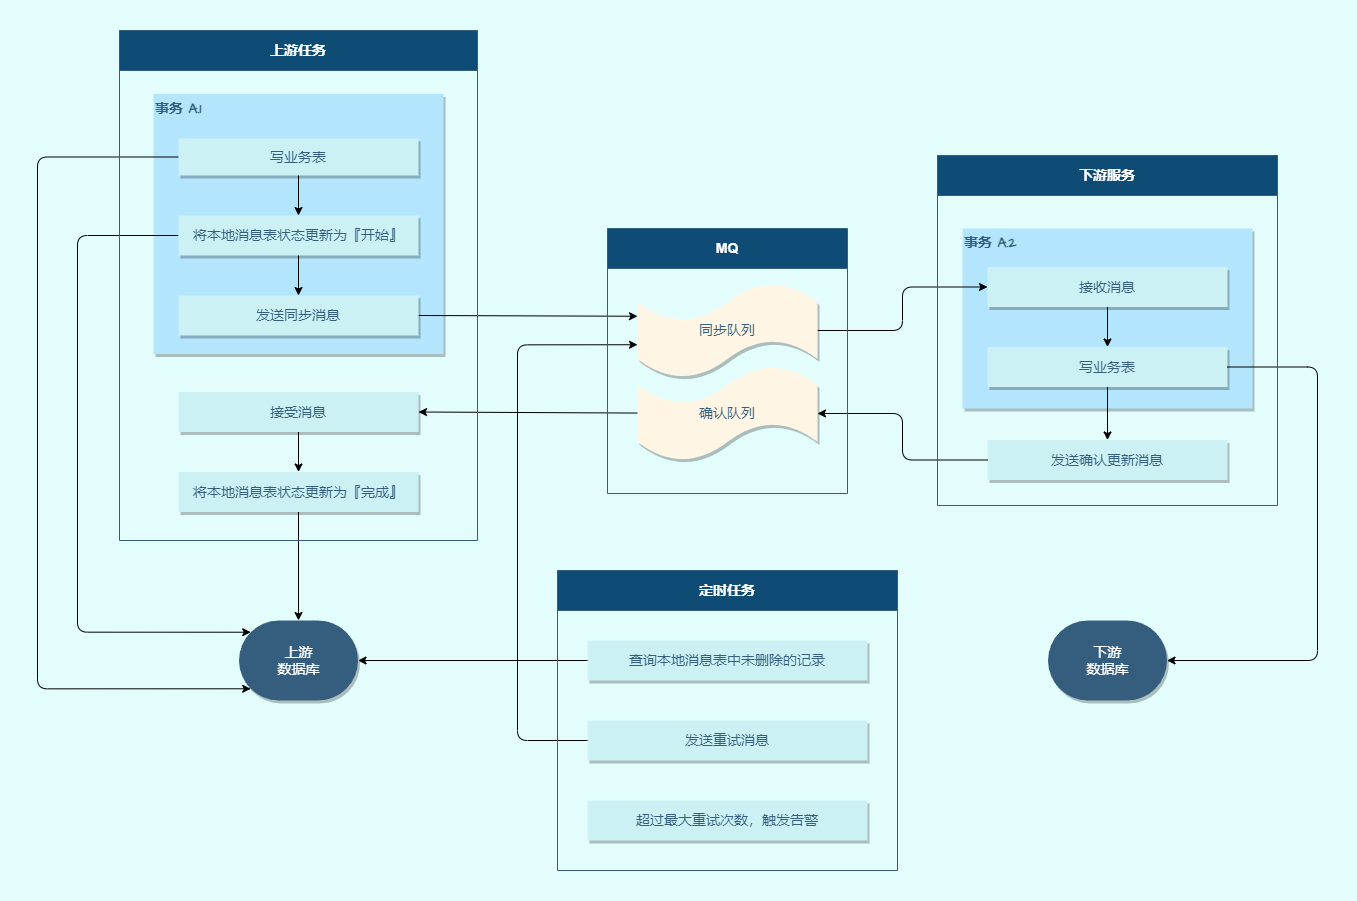 上游任务
事务 A1
写业务表
将本地消息表状态更新为『开始』
发送同步消息
接受消息
将本地消息表状态更新为『完成』
上游
数据库
MQ
同步队列
确认队列
定时任务
查询本地消息表中未删除的记录
发送重试消息
超过最大重试次数，触发告警
下游服务
事务 A2
接收消息
写业务表
发送确认更新消息
下游
数据库